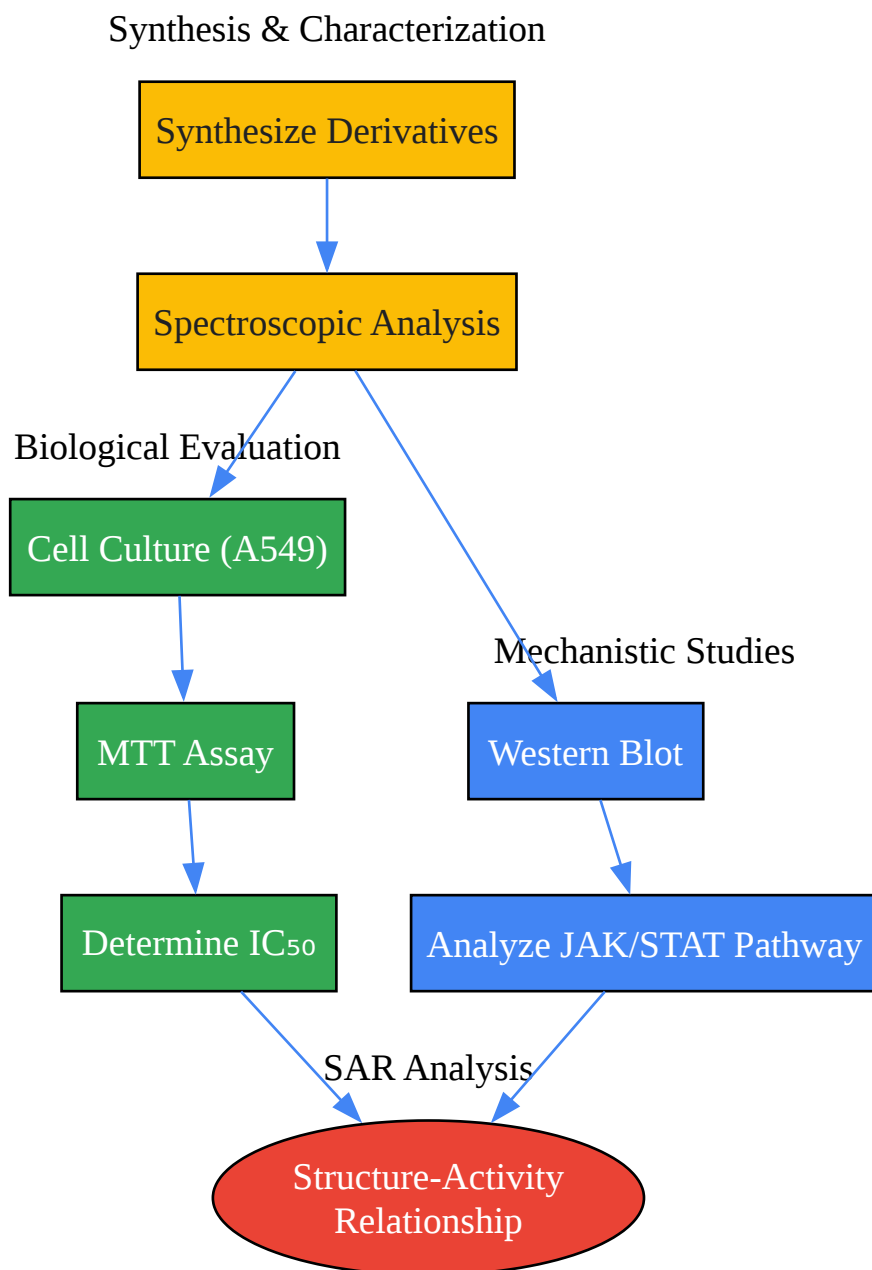 Synthesis & Characterization
Synthesize Derivatives
Spectroscopic Analysis
Biological Evaluation
Cell Culture (A549)
Mechanistic Studies
MTT Assay
Western Blot
Determine IC₅₀
Analyze JAK/STAT Pathway
SAR Analysis
Structure-Activity
Relationship